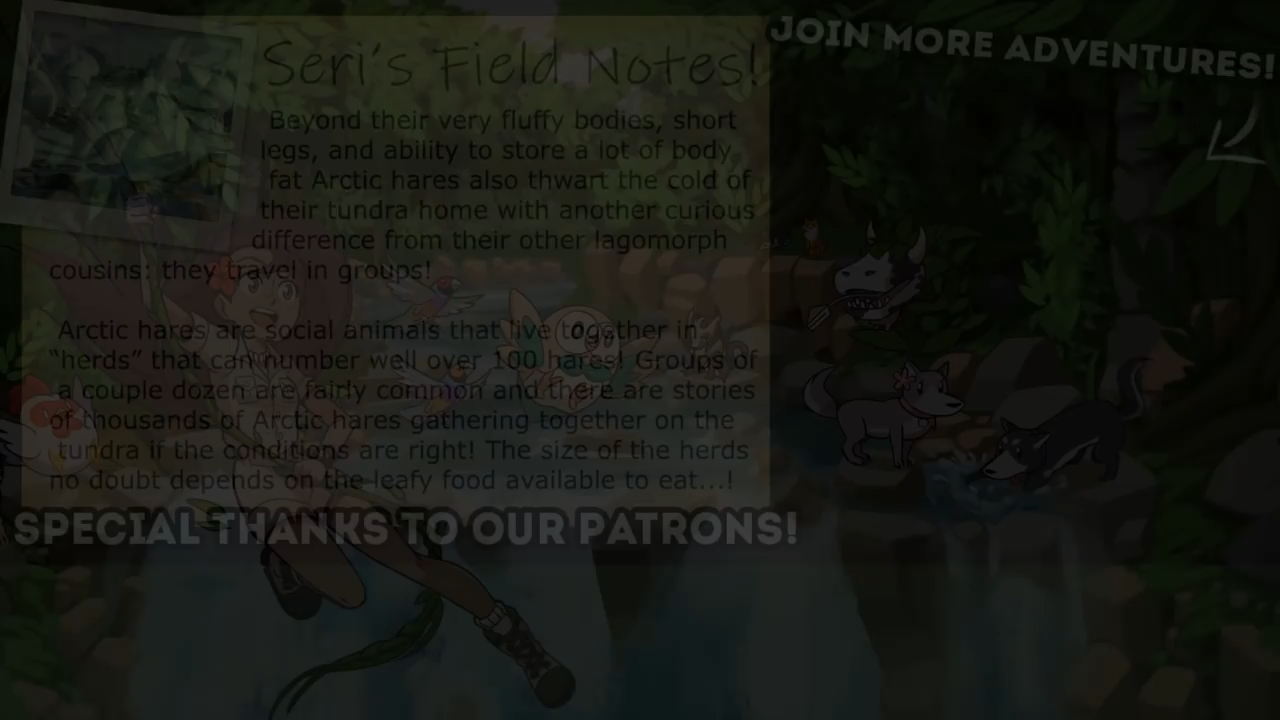 JOIN MORE ADVENTURES!
Seri's Field Notes!
Beyond their very fluffy bodies, short
legs, and ability to store a lot of body
fat Arctic hares also thwart the cold of
their tundra home with another curious
difference from their other lagomorph
cousins: they travel in groups!
Arctic hares are social animals that live together in
“herds” that can number well over 100 hares! Groups of
a couple dozen are fairly common and there are stories
of thousands of Arctic hares gathering together on the
tundra if the conditions are right! The size of the herds
no doubt depends on the leafy food available to eat...!
SPECIAL THANKS TO OUR PATRONS!